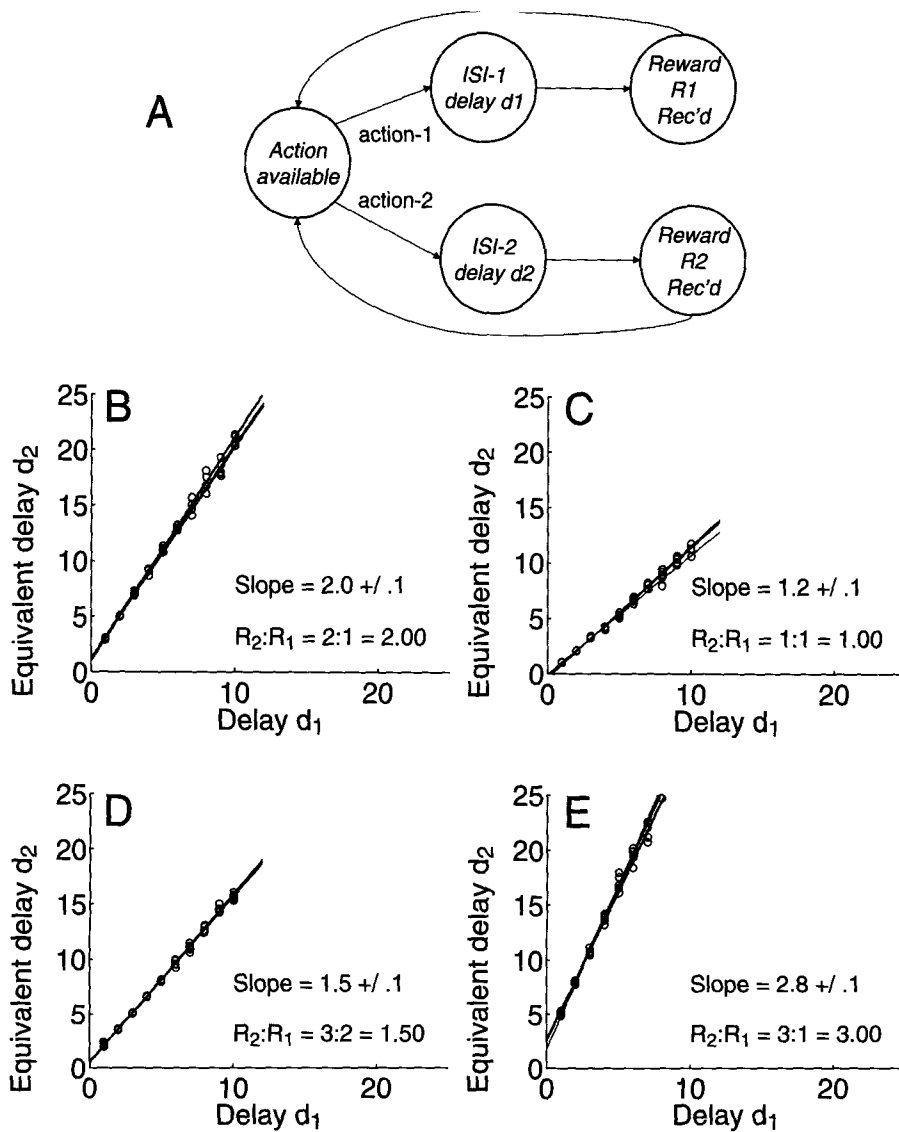 A
Action
available
action-1
action-2
ISI-1
delay d1
Reward
R1
Rec'd
ISI-2
delay d2
Reward
R2
Rec'd
B
Equivalent delay d2
25
20
15
10
5
0
Slope = 2.0 +/ .1
R2:R1 = 2:1 = 2.00
0 10 20
Delay d1
C
Equivalent delay d2
25
20
15
10
5
0
Slope = 1.2 +/ .1
R2:R1 = 1:1 = 1.00
0 10 20
Delay d1
D
Equivalent delay d2
25
20
15
10
5
0
Slope = 1.5 +/ .1
R2:R1 = 3:2 = 1.50
0 10 20
Delay d1
E
Equivalent delay d2
25
20
15
10
5
0
Slope = 2.8 +/ .1
R2:R1 = 3:1 = 3.00
0 10 20
Delay d1